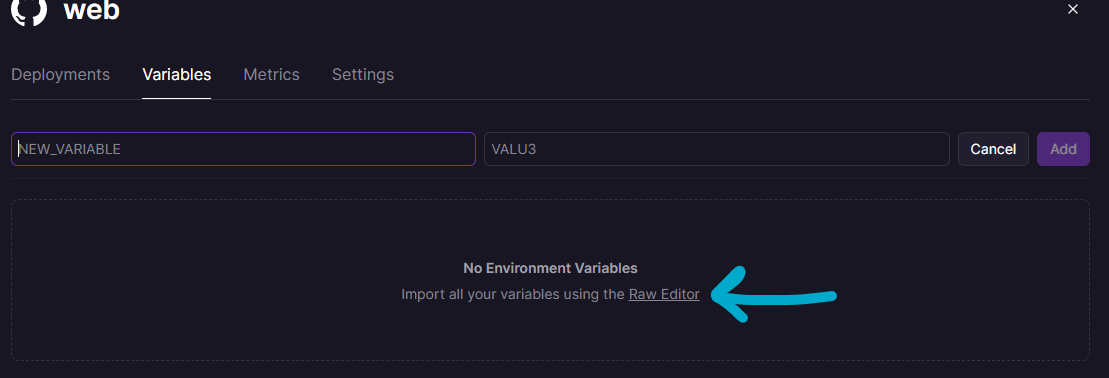 web
Deployments Variables Metrics Settings
NEW_VARIABLE VALU3 Cancel Add
No Environment Variables
Import all your variables using the Raw Editor